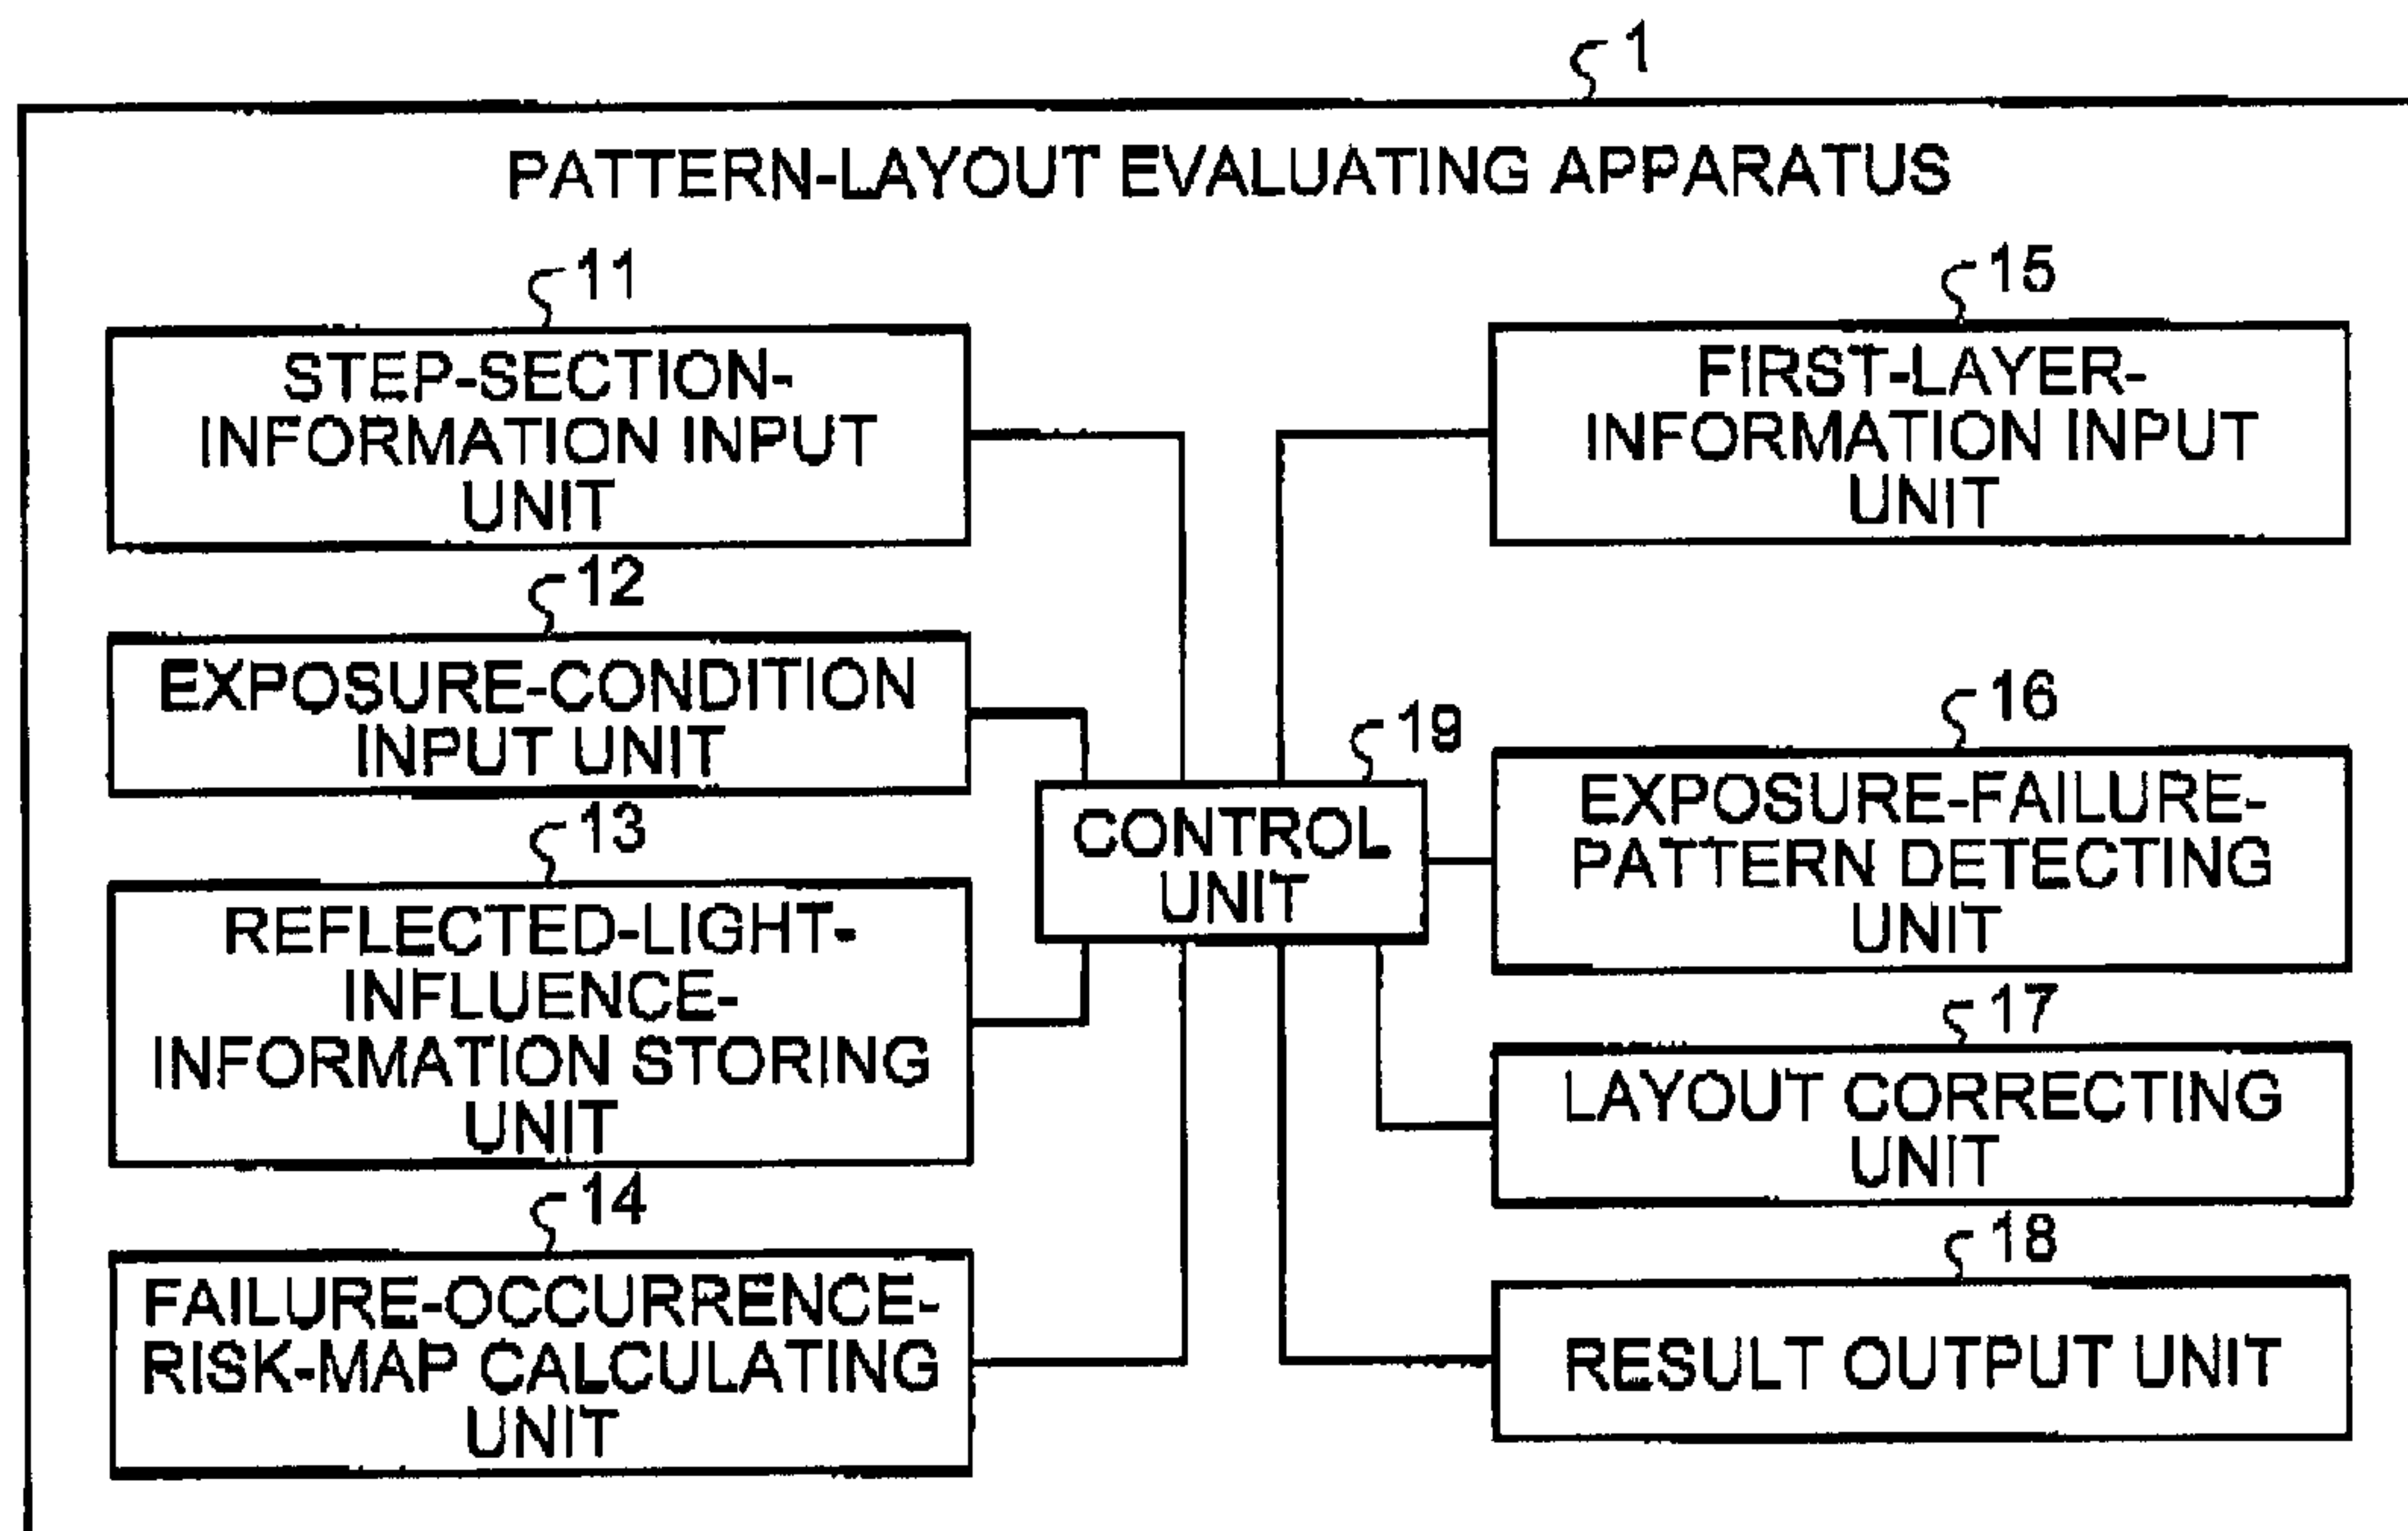 1
PATTERN-LAYOUT EVALUATING APPARATUS
11
STEP-SECTION-
INFORMATION INPUT
UNIT
12
EXPOSURE-CONDITION
INPUT UNIT
13
REFLECTED-LIGHT-
INFLUENCE-
INFORMATION STORING
UNIT
14
FAILURE-OCCURRENCE-
RISK-MAP CALCULATING
UNIT
19
CONTROL
UNIT
15
FIRST-LAYER-
INFORMATION INPUT
UNIT
16
EXPOSURE-FAILURE-
PATTERN DETECTING
UNIT
17
LAYOUT CORRECTING
UNIT
18
RESULT OUTPUT UNIT